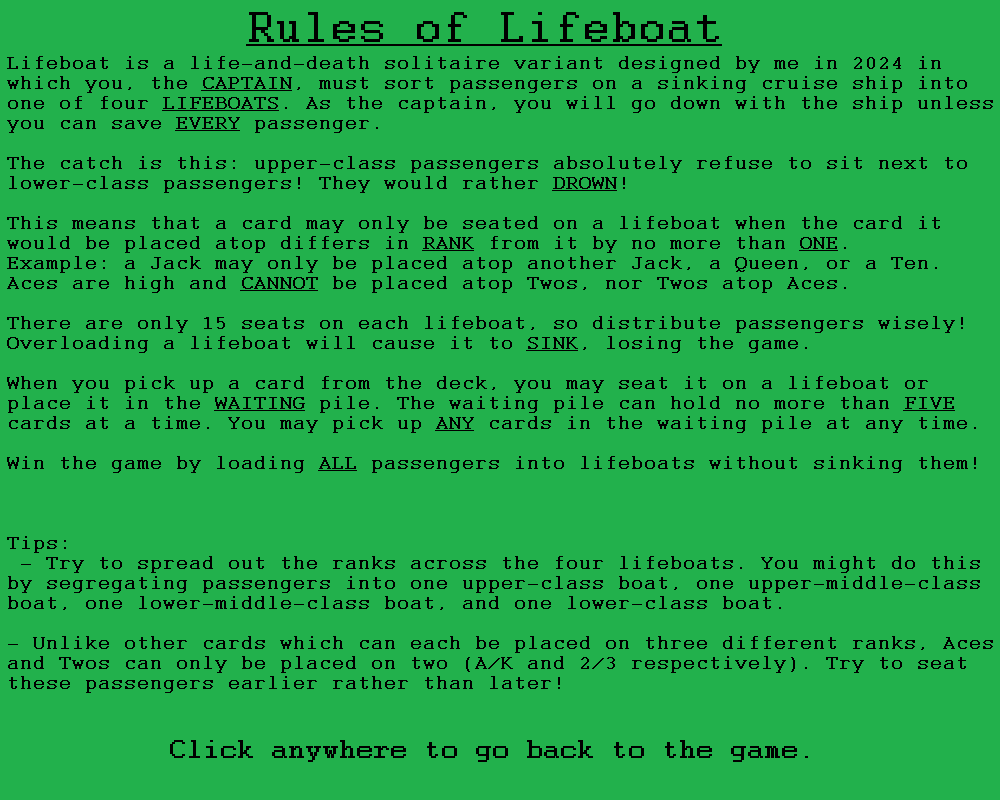 Rules of Lifeboat
Lifeboat is a life-and-death solitaire variant designed by me in 2024 in
which you, the CAPTAIN, must sort passengers on a sinking cruise ship into
one of four LIFEBOATS. As the captain, you will go down with the ship unless
you can save EVERY passenger.
The catch is this: upper-class passengers absolutely refuse to sit next to
lower-class passengers! They would rather DROWN!
This means that a card may only be seated on a lifeboat when the card it
would be placed atop differs in RANK from it by no more than ONE.
Example: a Jack may only be placed atop another Jack, a Queen, or a Ten.
Aces are high and CANNOT be placed atop Twos, nor Twos atop Aces.
There are only 15 seats on each lifeboat, so distribute passengers wisely!
Overloading a lifeboat will cause it to SINK, losing the game.
When you pick up a card from the deck, you may seat it on a lifeboat or
place it in the WAITING pile. The waiting pile can hold no more than FIVE
cards at a time. You may pick up ANY cards in the waiting pile at any time.
Win the game by loading ALL passengers into lifeboats without sinking them!
Tips:
- Try to spread out the ranks across the four lifeboats. You might do this
by segregating passengers into one upper-class boat, one upper-middle-class
boat, one lower-middle-class boat, and one lower-class boat.
- Unlike other cards which can each be placed on three different ranks, Aces
and Twos can only be placed on two (A/K and 2/3 respectively). Try to seat
these passengers earlier rather than later!
Click anywhere to go back to the game.